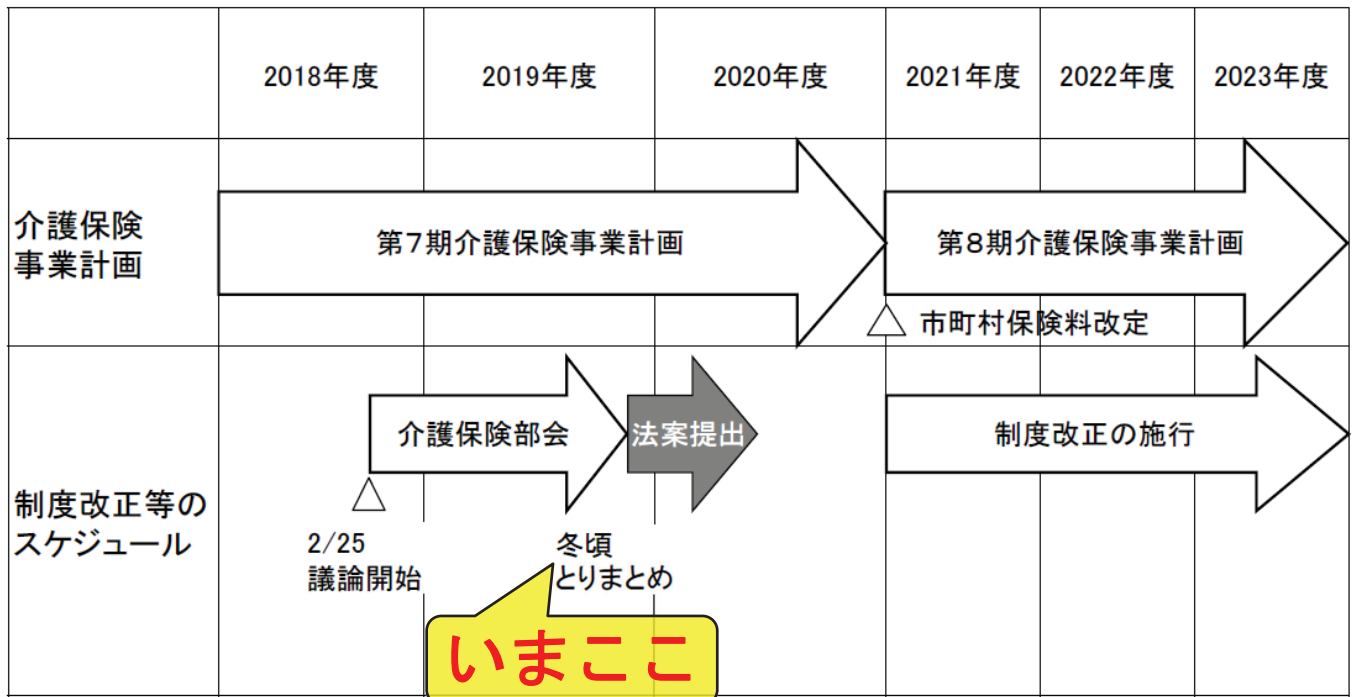 2018年度
2019年度
2020年度
2021年度
2022年度
2023年度
介護保険
事業計画
第7期介護保険事業計画
第8期介護保険事業計画
△ 市町村保険料改定
制度改正等の
スケジュール
介護保険部会
法案提出
制度改正の施行
△
2/25
議論開始
冬頃
とりまとめ
いまここ